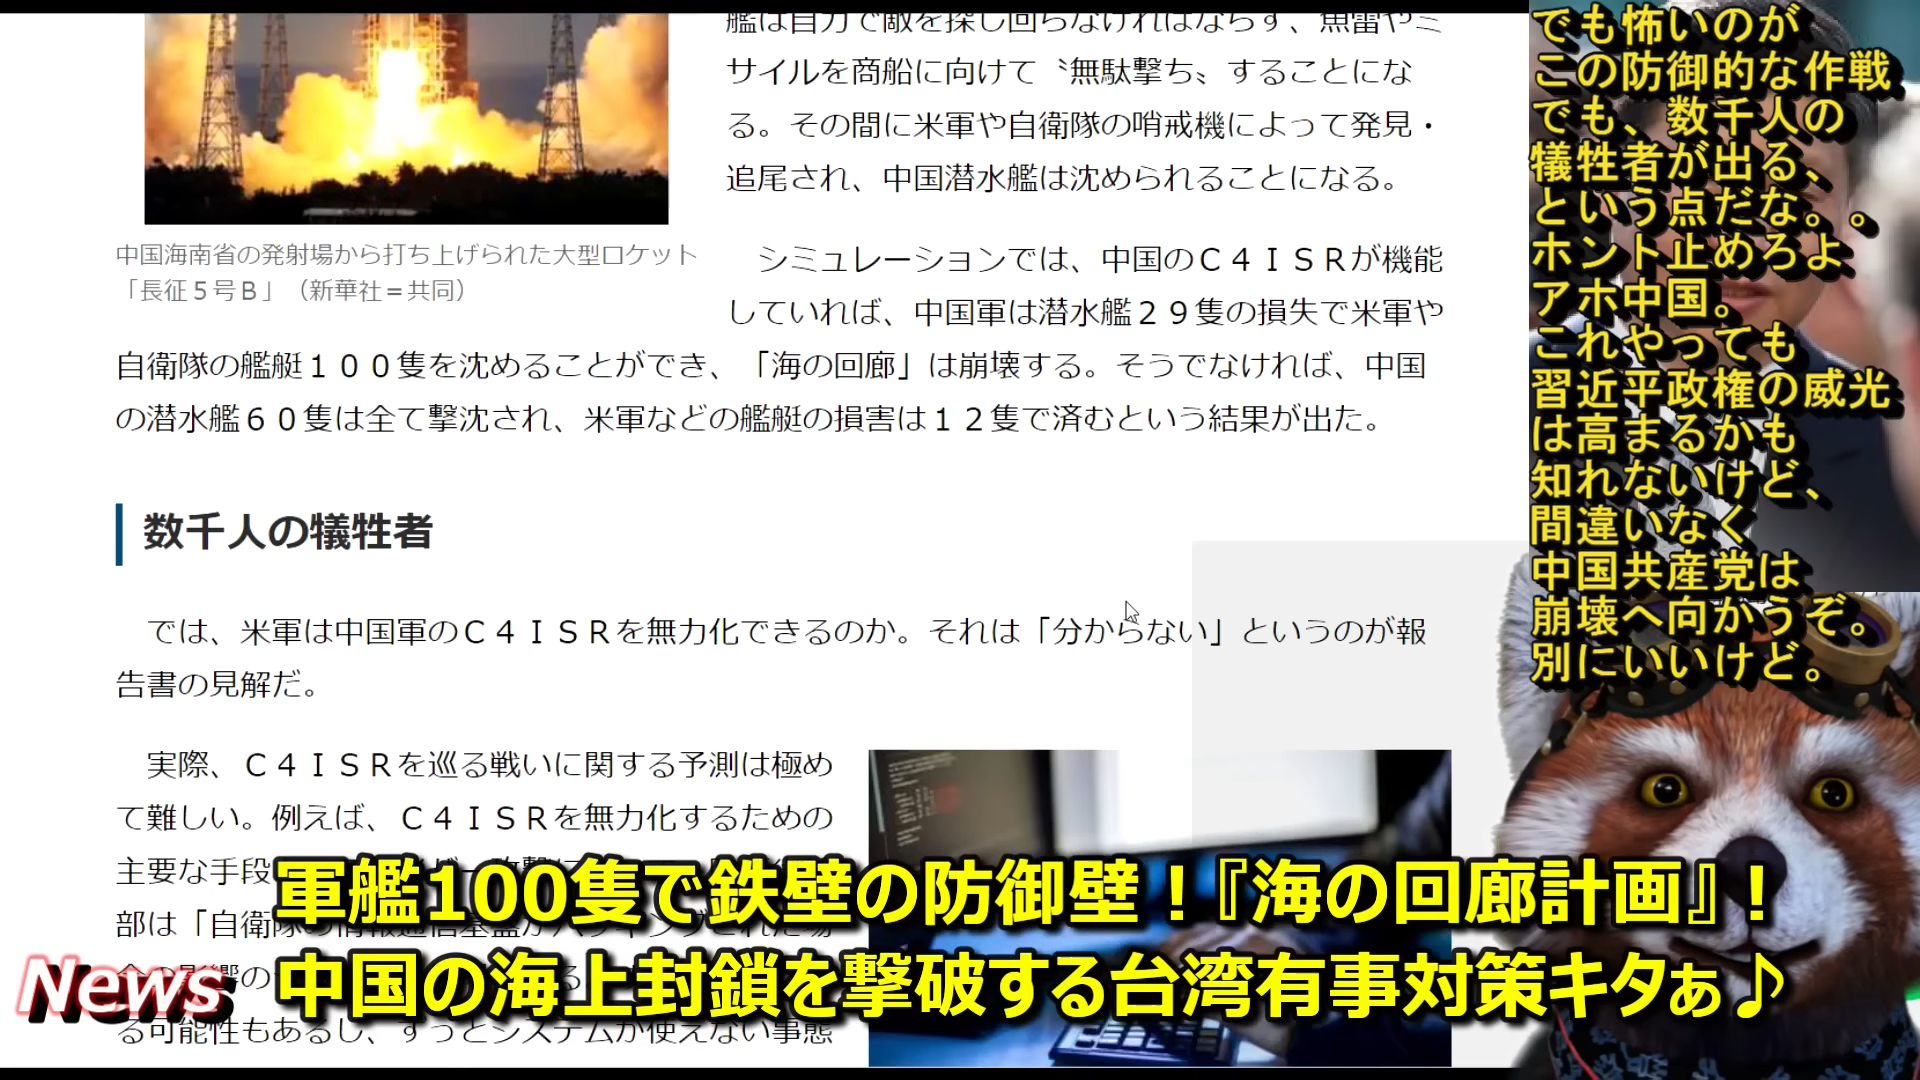 艦は自力で敵を探し回らなければならず、魚雷やミ
サイルを商船に向けて〝無駄撃ち〟することにな
る。その間に米軍や自衛隊の哨戒機によって発見・
追尾され、中国潜水艦は沈められることになる。
中国海南省の発射場から打ち上げられた大型ロケット
「長征５号Ｂ」（新華社＝共同）
シミュレーションでは、中国のＣ４ＩＳＲが機能
していれば、中国軍は潜水艦２９隻の損失で米軍や
自衛隊の艦艇１００隻を沈めることができ、「海の回廊」は崩壊する。そうでなければ、中国
の潜水艦６０隻は全て撃沈され、米軍などの艦艇の損害は１２隻で済むという結果が出た。
数千人の犠牲者
では、米軍は中国軍のＣ４ＩＳＲを無力化できるのか。それは「分からない」というのが報
告書の見解だ。
実際、Ｃ４ＩＳＲを巡る戦いに関する予測は極め
て難しい。例えば、Ｃ４ＩＳＲを無力化するための
主要な手段
部は「自衛隊の情報通信基盤がハッキングされた場
る可能性もあるし、ずっとシステムが使えない事態
でも怖いのが
この防御的な作戦
でも、数千人の
犠牲者が出る、
という点だな。。
ホント止めろよ
アホ中国。
これやっても
習近平政権の威光
は高まるかも
知れないけど、
間違いなく
中国共産党は
崩壊へ向かうぞ。
別にいいけど。
軍艦100隻で鉄壁の防御壁！『海の回廊計画』！
News
中国の海上封鎖を撃破する台湾有事対策キタぁ♪